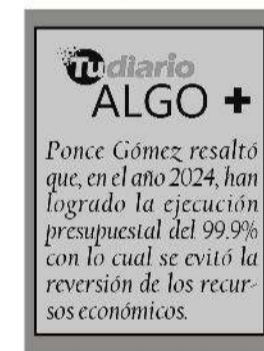 Tudiario
ALGO +
Ponce Gómez resaltó
que, en el año 2024, han
logrado la ejecución
presupuestal del 99.9%
con lo cual se evitó la
reversión de los recur-
sos económicos.